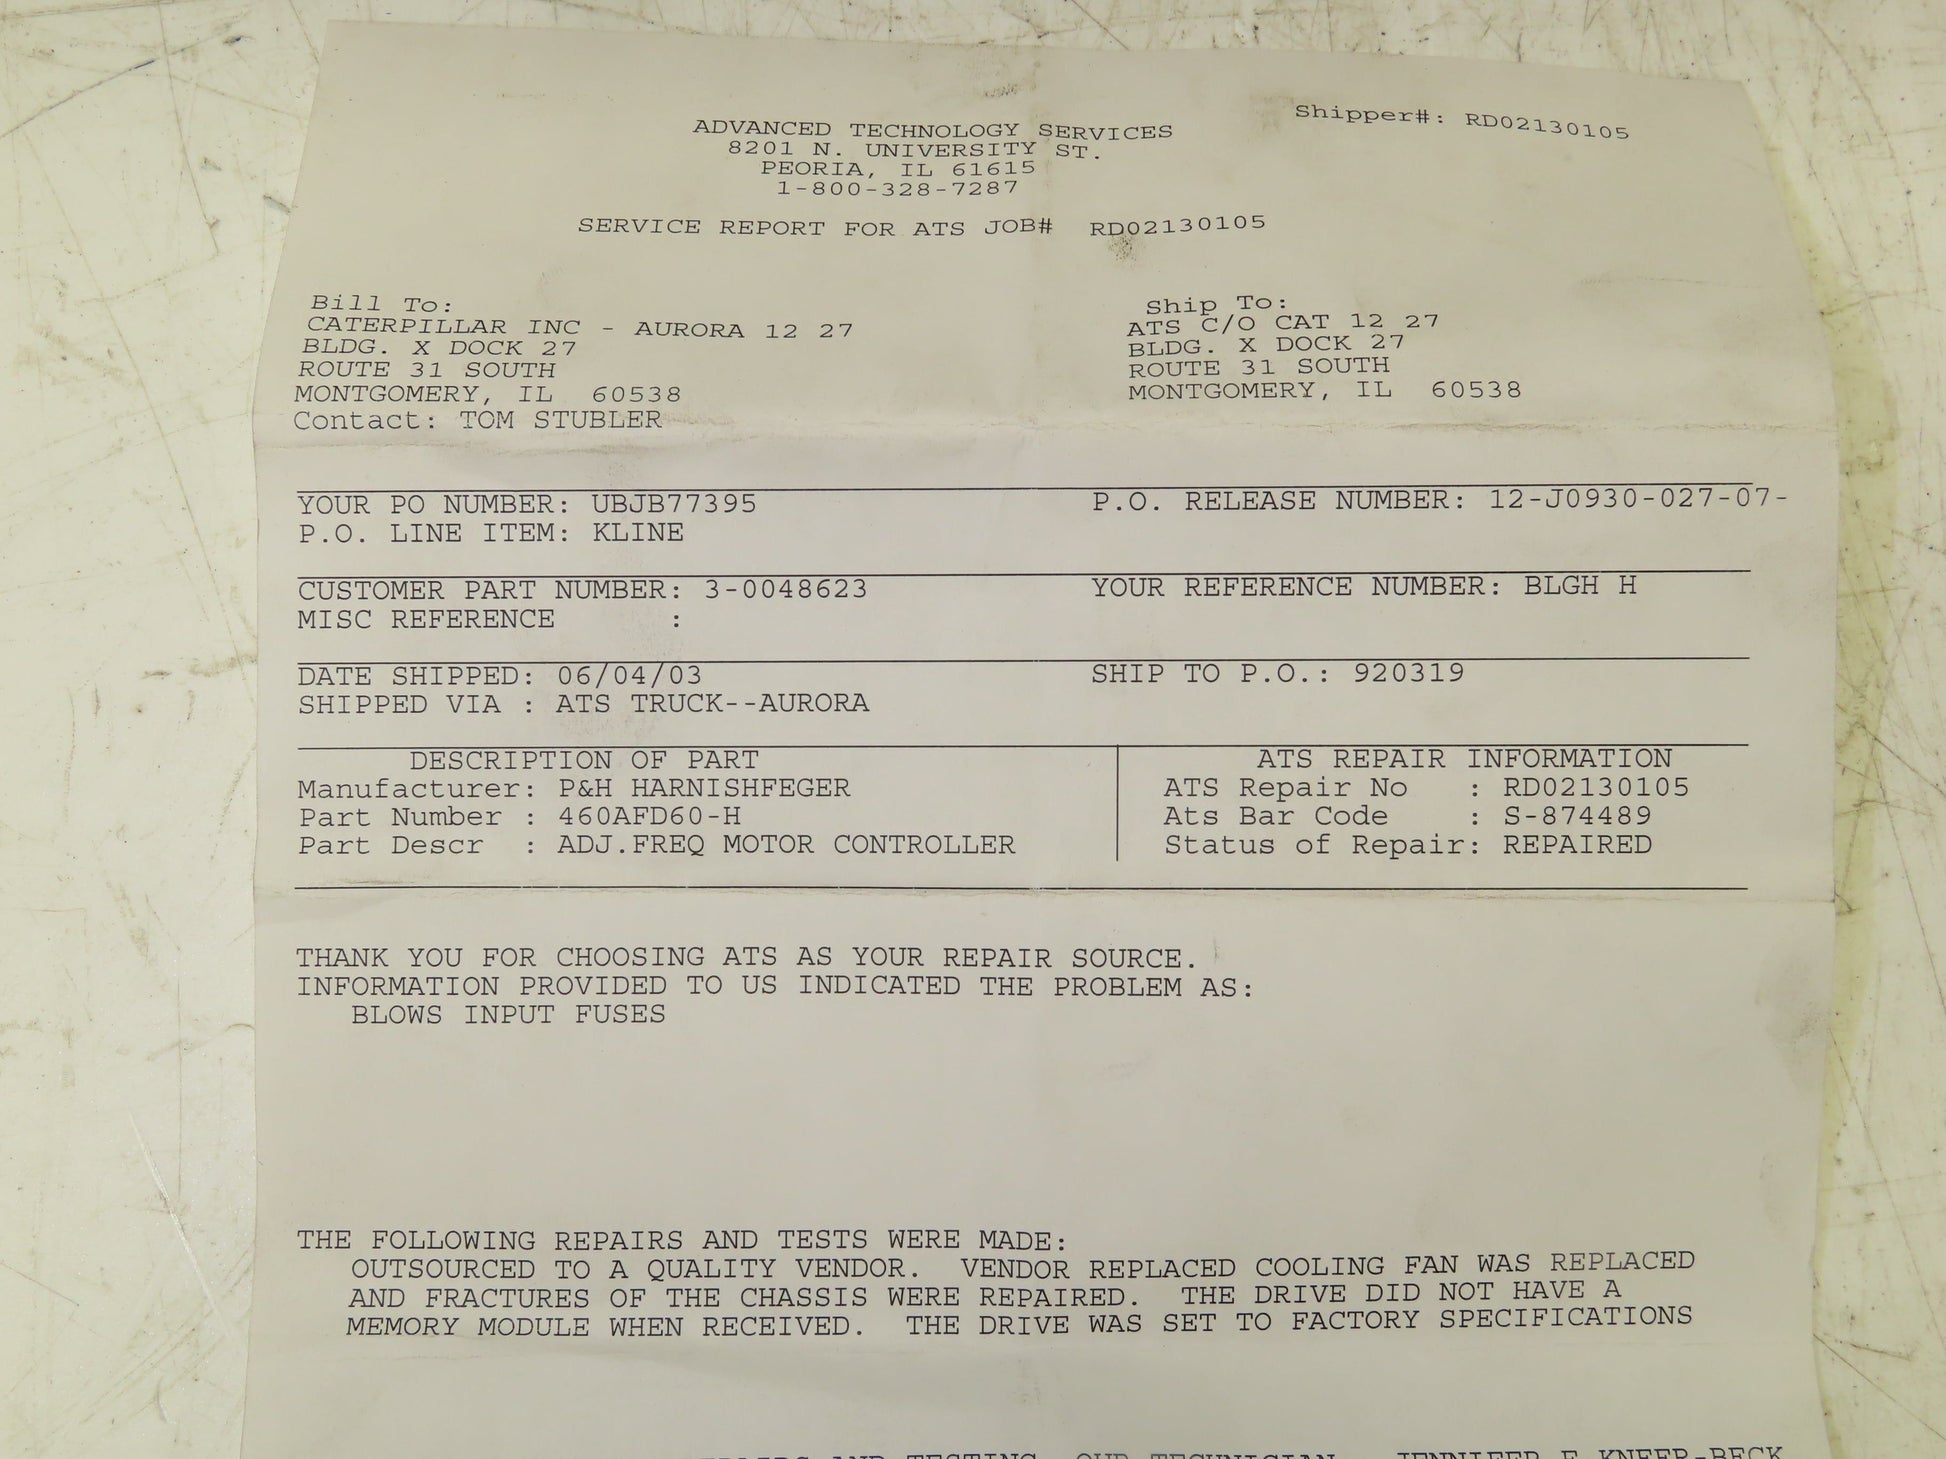 Shipper#: RD02130105
ADVANCED TECHNOLOGY SERVICES
8201 N. UNIVERSITY ST.
PEORIA, IL 61615
1-800-328-7287
SERVICE REPORT FOR ATS JOB# RD02130105
Bill To:
CATERPILLAR INC - AURORA 12 27
BLDG. X DOCK 27
ROUTE 31 SOUTH
MONTGOMERY, IL 60538
Contact: TOM STUBLER
Ship To:
ATS C/O CAT 12 27
BLDG. X DOCK 27
ROUTE 31 SOUTH
MONTGOMERY, IL 60538
YOUR PO NUMBER: UBJB77395 P.O. RELEASE NUMBER: 12-J0930-027-07-
P.O. LINE ITEM: KLINE
CUSTOMER PART NUMBER: 3-0048623 YOUR REFERENCE NUMBER: BLGH H
MISC REFERENCE :
DATE SHIPPED: 06/04/03 SHIP TO P.O.: 920319
SHIPPED VIA : ATS TRUCK--AURORA
DESCRIPTION OF PART
Manufacturer: P&H HARNISHFEGER
Part Number : 460AFD60-H
Part Descr : ADJ.FREQ MOTOR CONTROLLER
ATS REPAIR INFORMATION
ATS Repair No : RD02130105
Ats Bar Code : S-874489
Status of Repair: REPAIRED
THANK YOU FOR CHOOSING ATS AS YOUR REPAIR SOURCE.
INFORMATION PROVIDED TO US INDICATED THE PROBLEM AS:
BLOWS INPUT FUSES
THE FOLLOWING REPAIRS AND TESTS WERE MADE:
OUTSOURCED TO A QUALITY VENDOR. VENDOR REPLACED COOLING FAN WAS REPLACED
AND FRACTURES OF THE CHASSIS WERE REPAIRED. THE DRIVE DID NOT HAVE A
MEMORY MODULE WHEN RECEIVED. THE DRIVE WAS SET TO FACTORY SPECIFICATIONS
AND TESTING, OUR TECHNICIAN, JENNIFER E KNEER-BECK